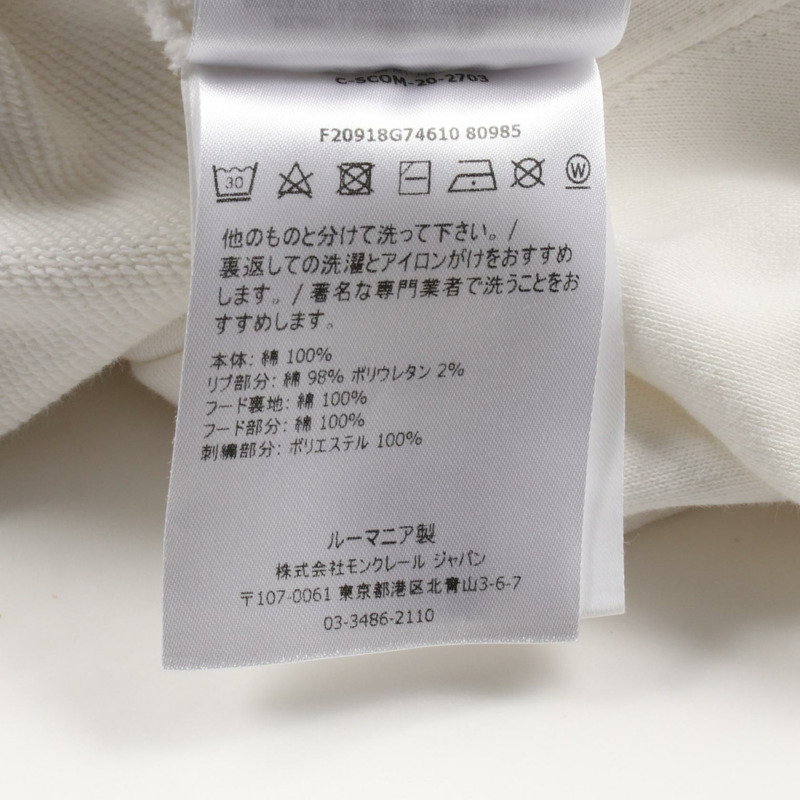 C-SCOM-20-2703
F20918G74610 80985
30 W
他のものと分けて洗って下さい。/
裏返しての洗濯とアイロンがけをおすすめ
します。/ 著名な専門業者で洗うことをお
すすめします。
本体: 綿 100%
リブ部分: 綿 98% ポリウレタン 2%
フード裏地: 綿 100%
フード部分: 綿 100%
刺繍部分: ポリエステル 100%
ルーマニア製
株式会社モンクレール ジャパン
〒107-0061 東京都港区北青山3-6-7
03-3486-2110